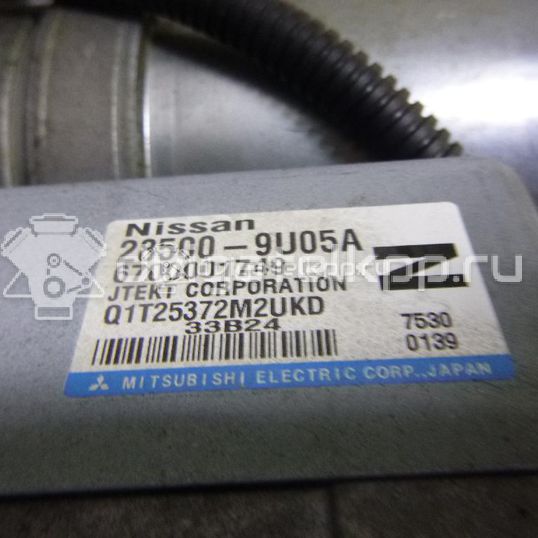 Nissan
28500-9U05A
JTEKT CORPORATION
Q1T25372M2UKD
33B24
7530
0139
MITSUBISHI ELECTRIC CORP., JAPAN